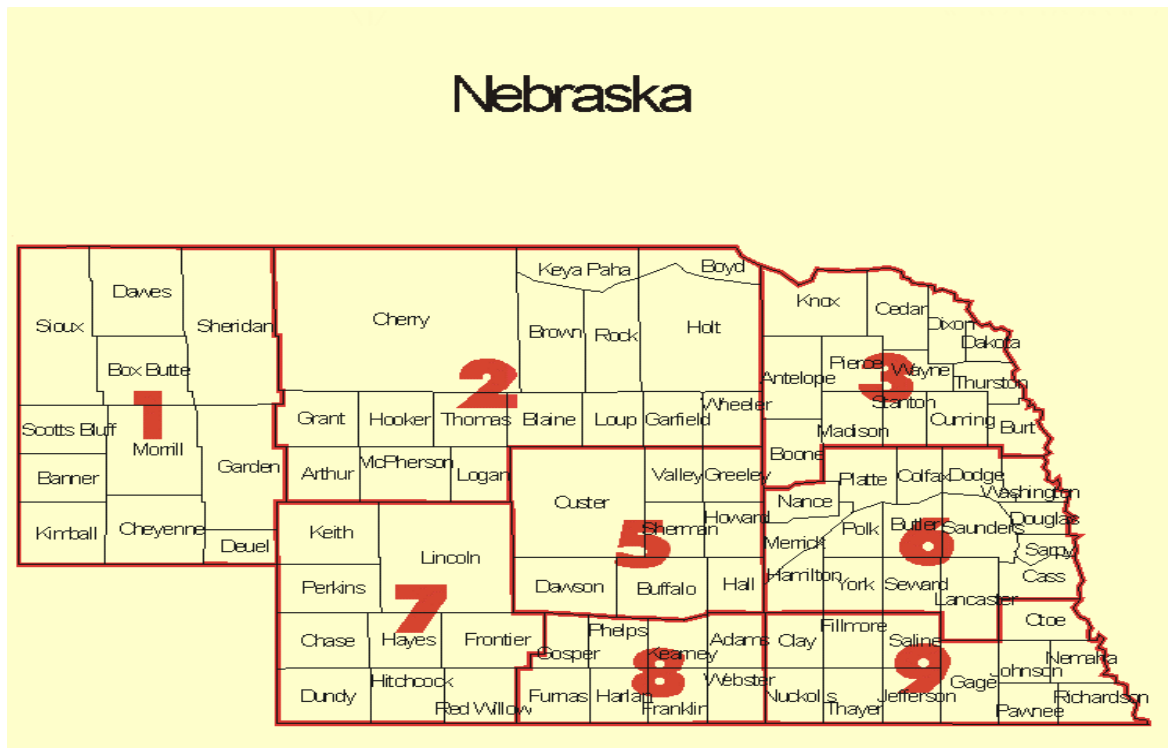 Nebraska
Keya Paha
Boyd
Dawes
Knox
Cedar
Sioux
Sheridan
Cherry
Brown
Rock
Holt
Dixon
Dakota
Box Butte
Pierce
Wayne
Antelope
Thurston
1
2
3
Stanton
Scotts Bluff
Grant
Hooker
Thomas
Blaine
Loup
Garfield
Wheeler
Madison
Curring
Burt
Morrill
Boone
Banner
Garden
Arthur
McPherson
Logan
Valley
Greeley
Platte
Colfax
Dodge
Washington
Custer
Nance
Kimball
Cheyenne
Keith
Sherman
Howard
Polk
Butler
Saunders
Douglas
Deuel
Lincoln
5
Merrick
6
Sarpy
Perkins
Dawson
Buffalo
Hall
Hamilton
York
Seward
Cass
Lancaster
7
Chase
Hayes
Frontier
Phelps
Gosper
Kearney
Adams
Clay
Fillmore
Saline
Otoe
8
9
Johnson
Nemaha
Dundy
Hitchcock
Red Willow
Furnas
Harlan
Franklin
Webster
Nuckolls
Thayer
Jefferson
Gage
Pawnee
Richardson